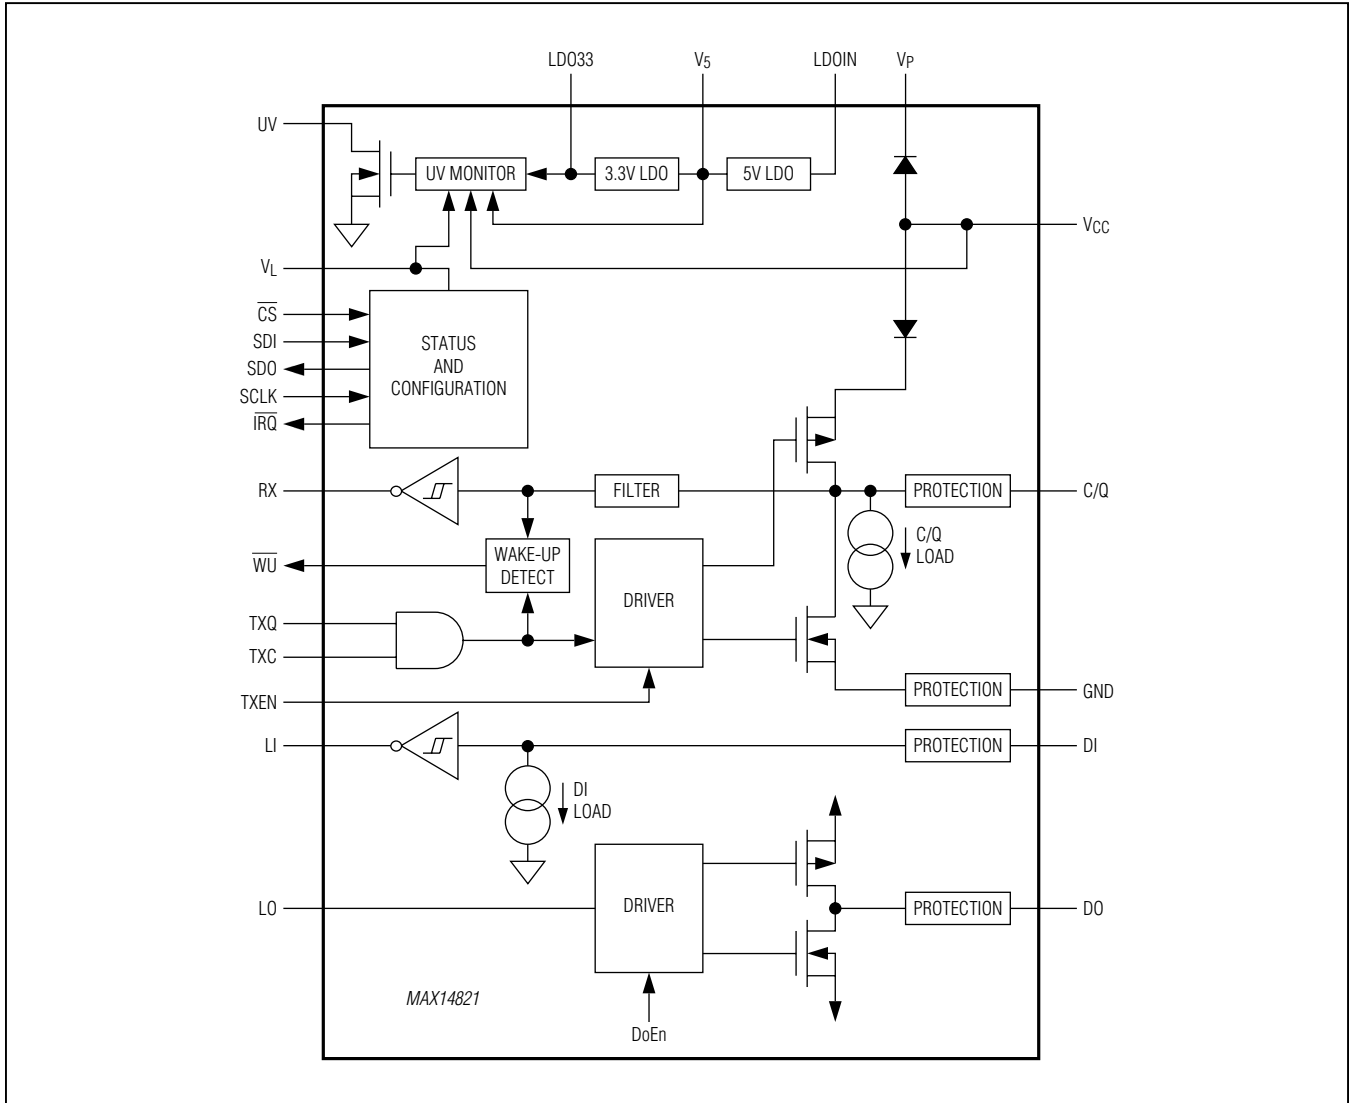 LDO33 V5 LDOIN VP
UV
UV MONITOR 3.3V LDO 5V LDO
VCC
VL
CS
SDI
SDO
SCLK
IRQ
STATUS
AND
CONFIGURATION
RX FILTER PROTECTION C/Q
C/Q
LOAD
WU
WAKE-UP
DETECT
DRIVER
TXQ
TXC
TXEN
PROTECTION GND
LI PROTECTION DI
DI
LOAD
LO DRIVER PROTECTION DO
MAX14821
DoEn